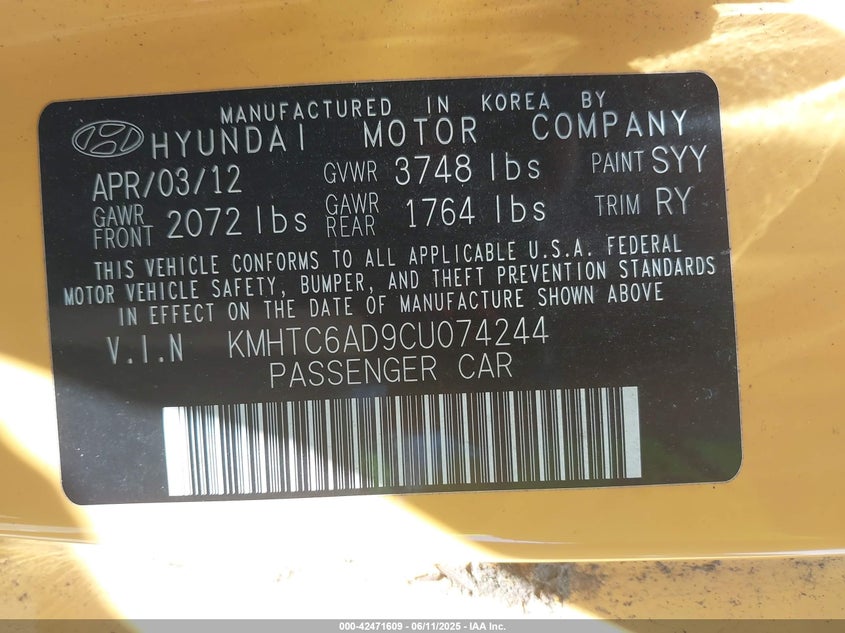 MANUFACTURED IN KOREA BY
HYUNDAI MOTOR COMPANY
APR/03/12 GVWR 3748 lbs PAINT SYY
GAWR FRONT 2072 lbs GAWR REAR 1764 lbs TRIM RY
THIS VEHICLE CONFORMS TO ALL APPLICABLE U.S.A. FEDERAL
MOTOR VEHICLE SAFETY, BUMPER, AND THEFT PREVENTION STANDARDS
IN EFFECT ON THE DATE OF MANUFACTURE SHOWN ABOVE
V.I.N KMHTC6AD9CU074244
PASSENGER CAR
000-42471609 - 06/11/2025 - IAA Inc.